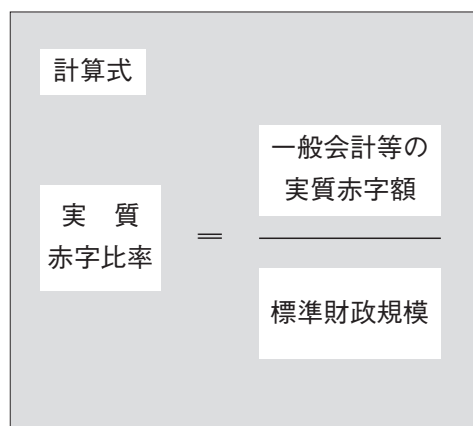 計算式
一般会計等の
実質赤字額
実　質
赤字比率
＝
標準財政規模